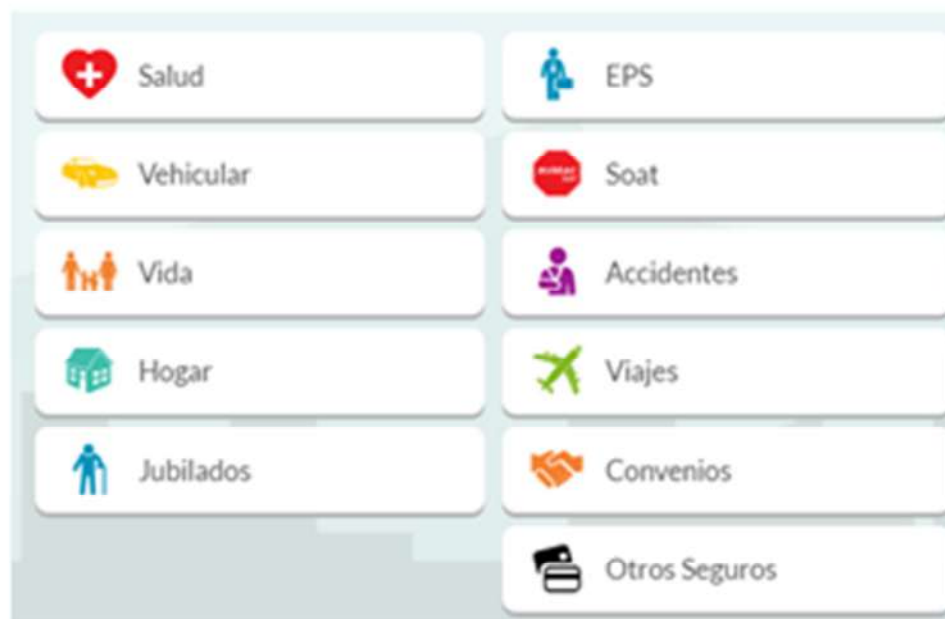 Salud
EPS
Vehicular
Soat
Vida
Accidentes
Hogar
Viajes
Jubilados
Convenios
Otros Seguros